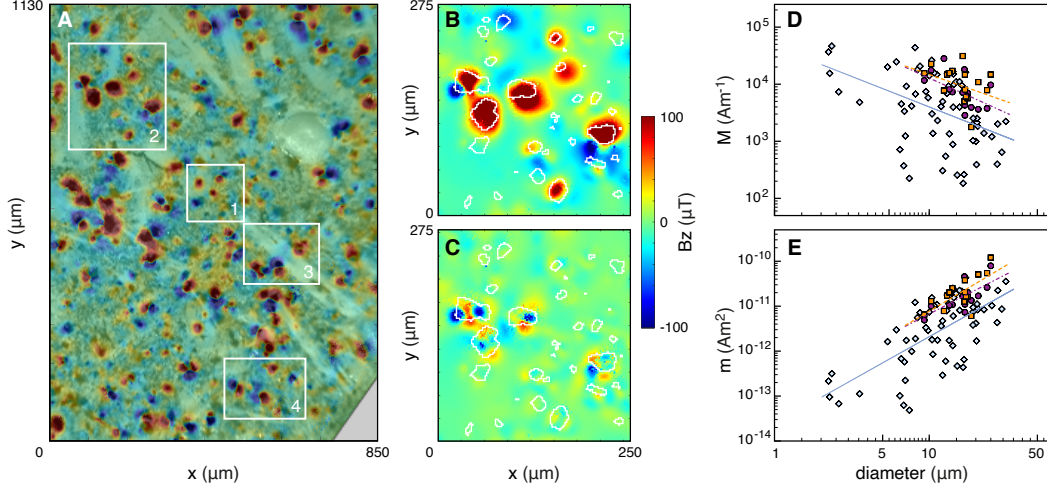 1130
A
2
1
3
4
y (µm)
0
850
x (µm)
275
B
y (µm)
0
275
C
y (µm)
0
250
x (µm)
100
0
-100
Bz (µT)
D
10⁵
10⁴
10³
10²
M (Am⁻¹)
E
10⁻¹⁰
10⁻¹¹
10⁻¹²
10⁻¹³
10⁻¹⁴
m (Am²)
1
5
10
50
diameter (µm)